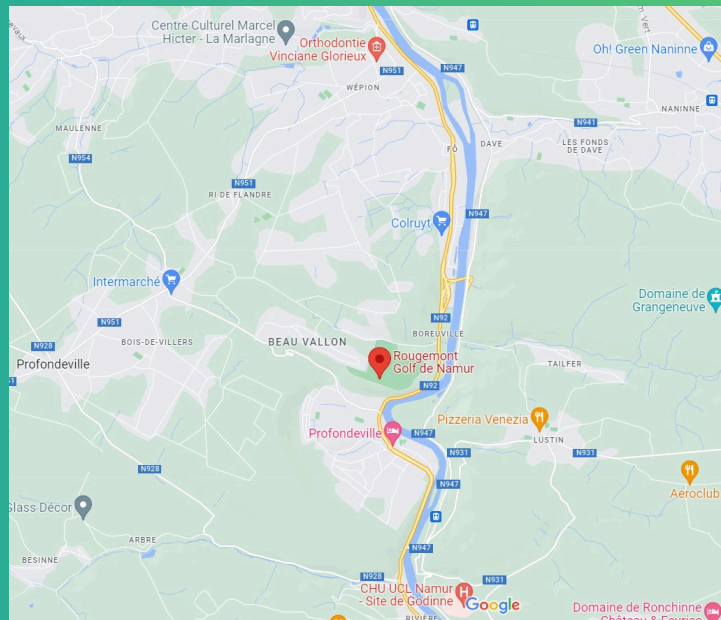 Centre Culturel Marcel
Hicter - La Marlagne
Orthodontie
Vinciane Glorieux
N947
Oh! Green Naninne
N951
WÉPION
NANINNE
MAULENNE
N941
FÔ
DAVE
LES FONDS
DE DAVE
N954
N951
RI DE FLANDRE
Colruyt
N947
Intermarché
Domaine de
Grangeneuve
N951
N92
BOREUVILLE
N928
BOIS-DE-VILLERS
BEAU VALLON
Profondeville
Rougemont
Golf de Namur
TAILFER
N92
Pizzeria Venezia
Profondeville
N947
LUSTIN
N931
N931
N928
N947
Aeroclub
Glass Décor
ARBRE
N947
BESINNE
N928
N931
CHU UCL Namur
- Site de Godinne
Google
Domaine de Ronchinne
RIVIÈRE